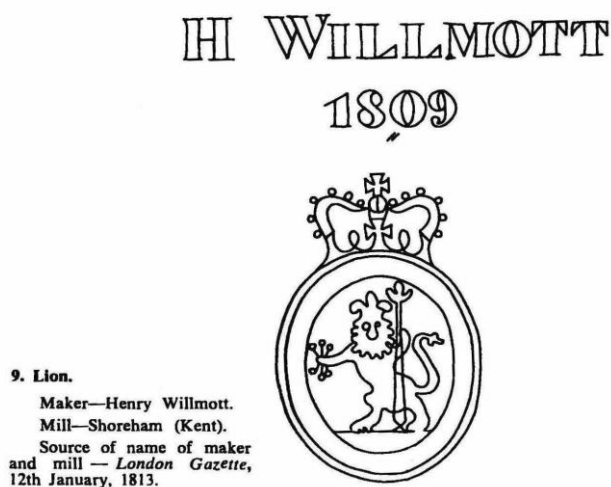 H WILLMOTT
1809
9. Lion.
Maker—Henry Willmott.
Mill—Shoreham (Kent).
Source of name of maker
and mill — London Gazette,
12th January, 1813.